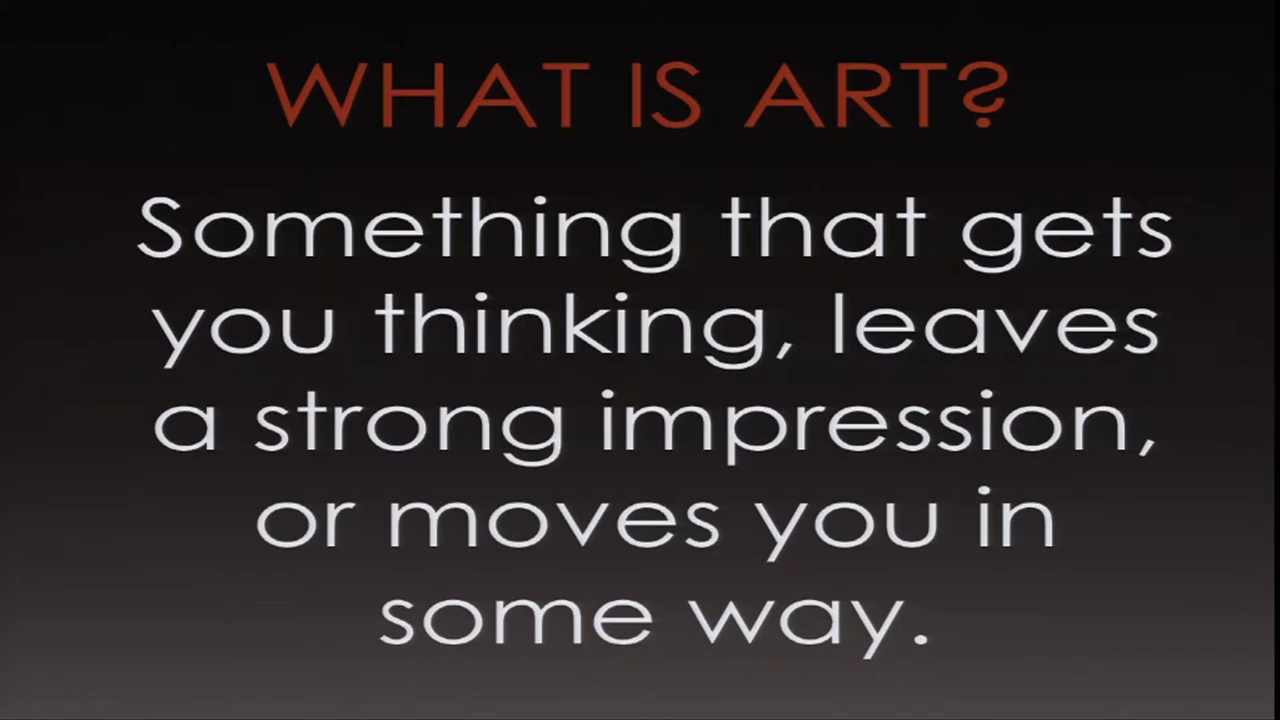 WHAT IS ART?
Something that gets
you thinking, leaves
a strong impression,
or moves you in
some way.